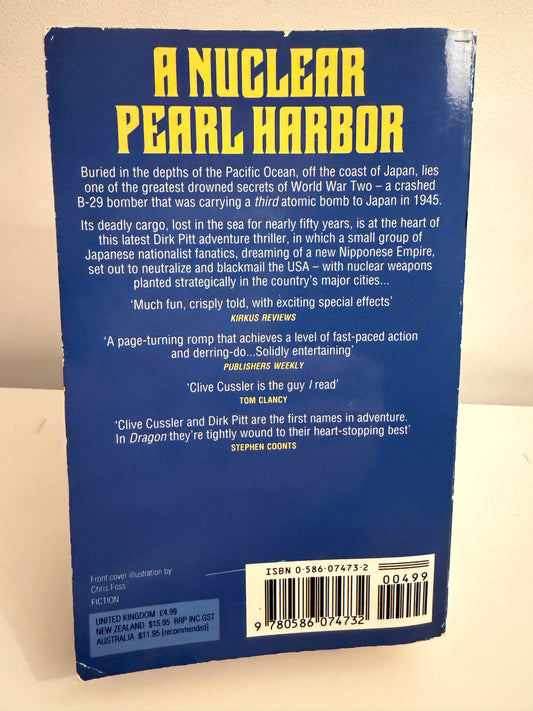 A NUCLEAR
PEARL HARBOR
Buried in the depths of the Pacific Ocean, off the coast of Japan, lies
one of the greatest drowned secrets of World War Two – a crashed
B-29 bomber that was carrying a third atomic bomb to Japan in 1945.
Its deadly cargo, lost in the sea for nearly fifty years, is at the heart of
this latest Dirk Pitt adventure thriller, in which a small group of
Japanese nationalist fanatics, dreaming of a new Nipponese Empire,
set out to neutralize and blackmail the USA – with nuclear weapons
planted strategically in the country's major cities...
'Much fun, crisply told, with exciting special effects'
KIRKUS REVIEWS
'A page-turning romp that achieves a level of fast-paced action
and derring-do...Solidly entertaining'
PUBLISHERS WEEKLY
'Clive Cussler is the guy I read'
TOM CLANCY
'Clive Cussler and Dirk Pitt are the first names in adventure.
In Dragon they're tightly wound to their heart-stopping best'
STEPHEN COONTS
Front cover illustration by
Chris Foss
FICTION
UNITED KINGDOM £4.99
NEW ZEALAND $15.95 RRP INC.GST
AUSTRALIA $11.95 (recommended)
ISBN 0-586-07473-2
00499
9 780586 074732